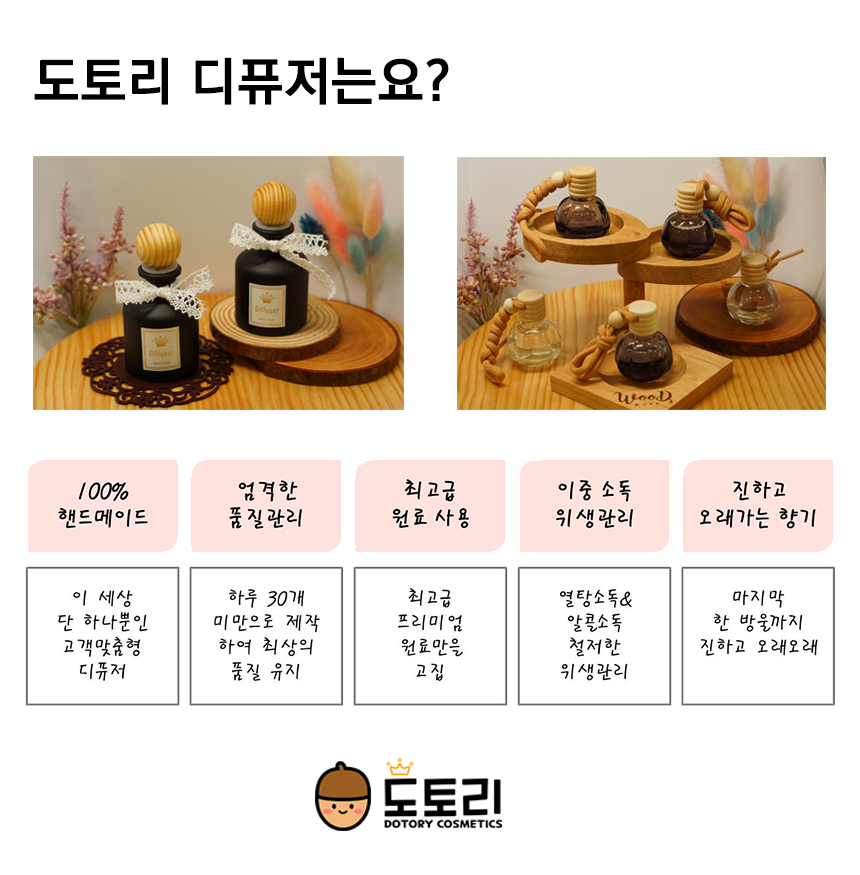 도토리 디퓨저는요?
Diffuser
Diffuser
WOOD
100%
핸드메이드
엄격한
품질관리
최고급
원료 사용
이중 소독
위생관리
진하고
오래가는 향기
이 세상
단 하나뿐인
고객맞춤형
디퓨저
하루 30개
미만으로 제작
하여 최상의
품질 유지
최고급
프리미엄
원료만을
고집
열탕소독&
알콜소독
철저한
위생관리
마지막
한 방울까지
진하고 오래오래
도토리
DOTORY COSMETICS